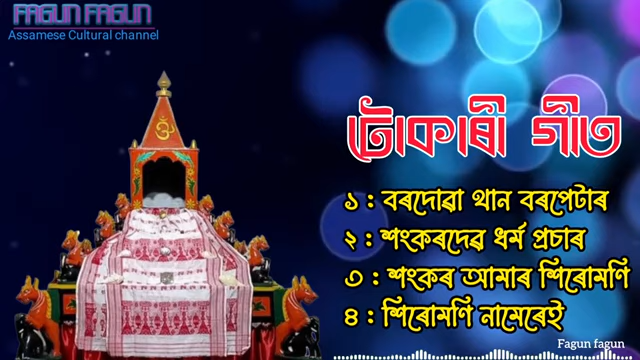 FAGUN FAGUN
Assamese Cultural channel
ॐ
টোকাৰী গীত
১ : বৰদোৱা থান বৰপেটাৰ
২ : শংকৰদেৱ ধৰ্ম প্ৰচাৰ
৩ : শংকৰ আমাৰ শিৰোমণি
৪ : শিৰোমণি নামেৰেই
Fagun fagun